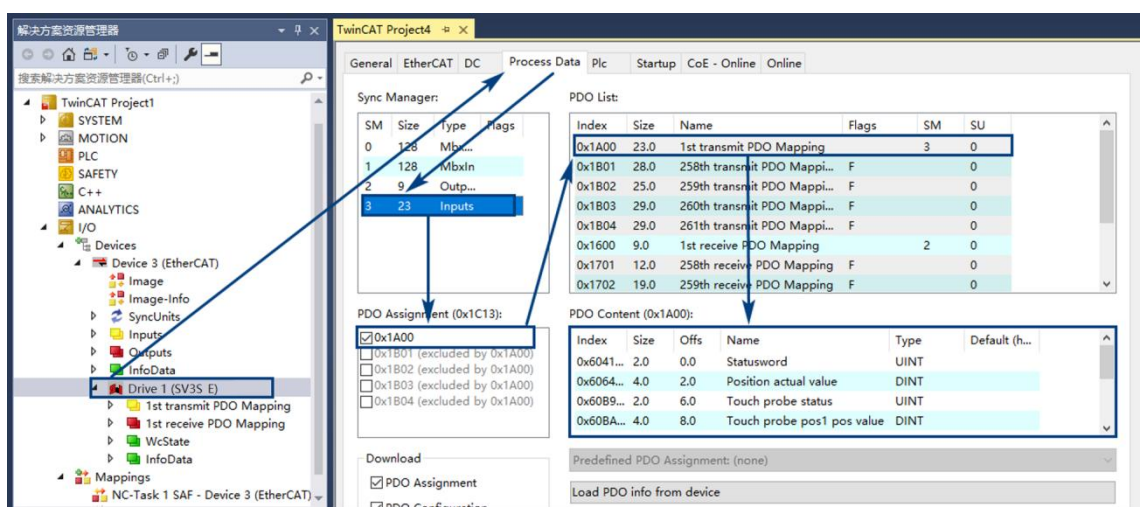 解决方案资源管理器
TwinCAT Project4
搜索解决方案资源管理器(Ctrl+;)
TwinCAT Project1
SYSTEM
MOTION
PLC
SAFETY
C++
ANALYTICS
I/O
Devices
Device 3 (EtherCAT)
Image
Image-Info
SyncUnits
Inputs
Outputs
InfoData
Drive 1 (SV3S_E)
1st transmit PDO Mapping
1st receive PDO Mapping
WcState
InfoData
Mappings
NC-Task 1 SAF - Device 3 (EtherCAT)
General EtherCAT DC Process Data Plc Startup CoE - Online Online
Sync Manager:
SM Size Type Flags
0 128 Mbx...
1 128 MbxIn
2 9 Outp...
3 23 Inputs
PDO List:
Index Size Name Flags SM SU
0x1A00 23.0 1st transmit PDO Mapping 3 0
0x1B01 28.0 258th transmit PDO Mappi... F 0
0x1B02 25.0 259th transmit PDO Mappi... F 0
0x1B03 29.0 260th transmit PDO Mappi... F 0
0x1B04 29.0 261th transmit PDO Mappi... F 0
0x1600 9.0 1st receive PDO Mapping 2 0
0x1701 12.0 258th receive PDO Mapping F 0
0x1702 19.0 259th receive PDO Mapping F 0
PDO Assignment (0x1C13):
0x1A00
0x1B01 (excluded by 0x1A00)
0x1B02 (excluded by 0x1A00)
0x1B03 (excluded by 0x1A00)
0x1B04 (excluded by 0x1A00)
PDO Content (0x1A00):
Index Size Offs Name Type Default (h...
0x6041... 2.0 0.0 Statusword UINT
0x6064... 4.0 2.0 Position actual value DINT
0x60B9... 2.0 6.0 Touch probe status UINT
0x60BA... 4.0 8.0 Touch probe pos1 pos value DINT
Download
PDO Assignment
PDO Configuration
Predefined PDO Assignment: (none)
Load PDO info from device